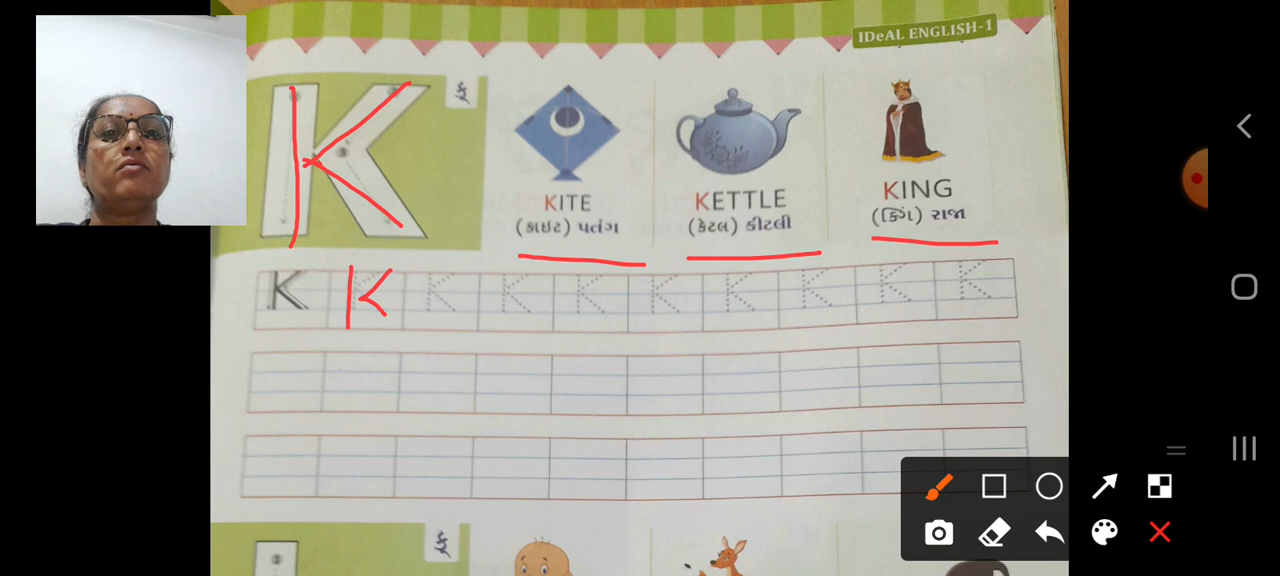 IDeAL ENGLISH-1
K
કે
KITE
(કાઇટ) પતંગ
KETTLE
(કેટલ) કીટલી
KING
(કિંગ) રાજા
K K K K K K K K K K